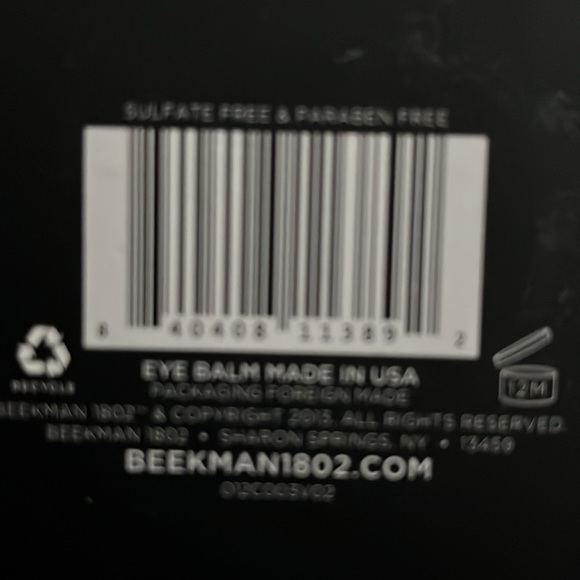 SULFATE FREE & PARABEN FREE
8 40408 11389 2
RECYCLE
12M
EYE BALM MADE IN USA
PACKAGING FOREIGN MADE
BEEKMAN 1802™ & COPYRIGHT 2013. ALL RIGHTS RESERVED.
BEEKMAN 1802 • SHARON SPRINGS, NY • 13459
BEEKMAN1802.COM